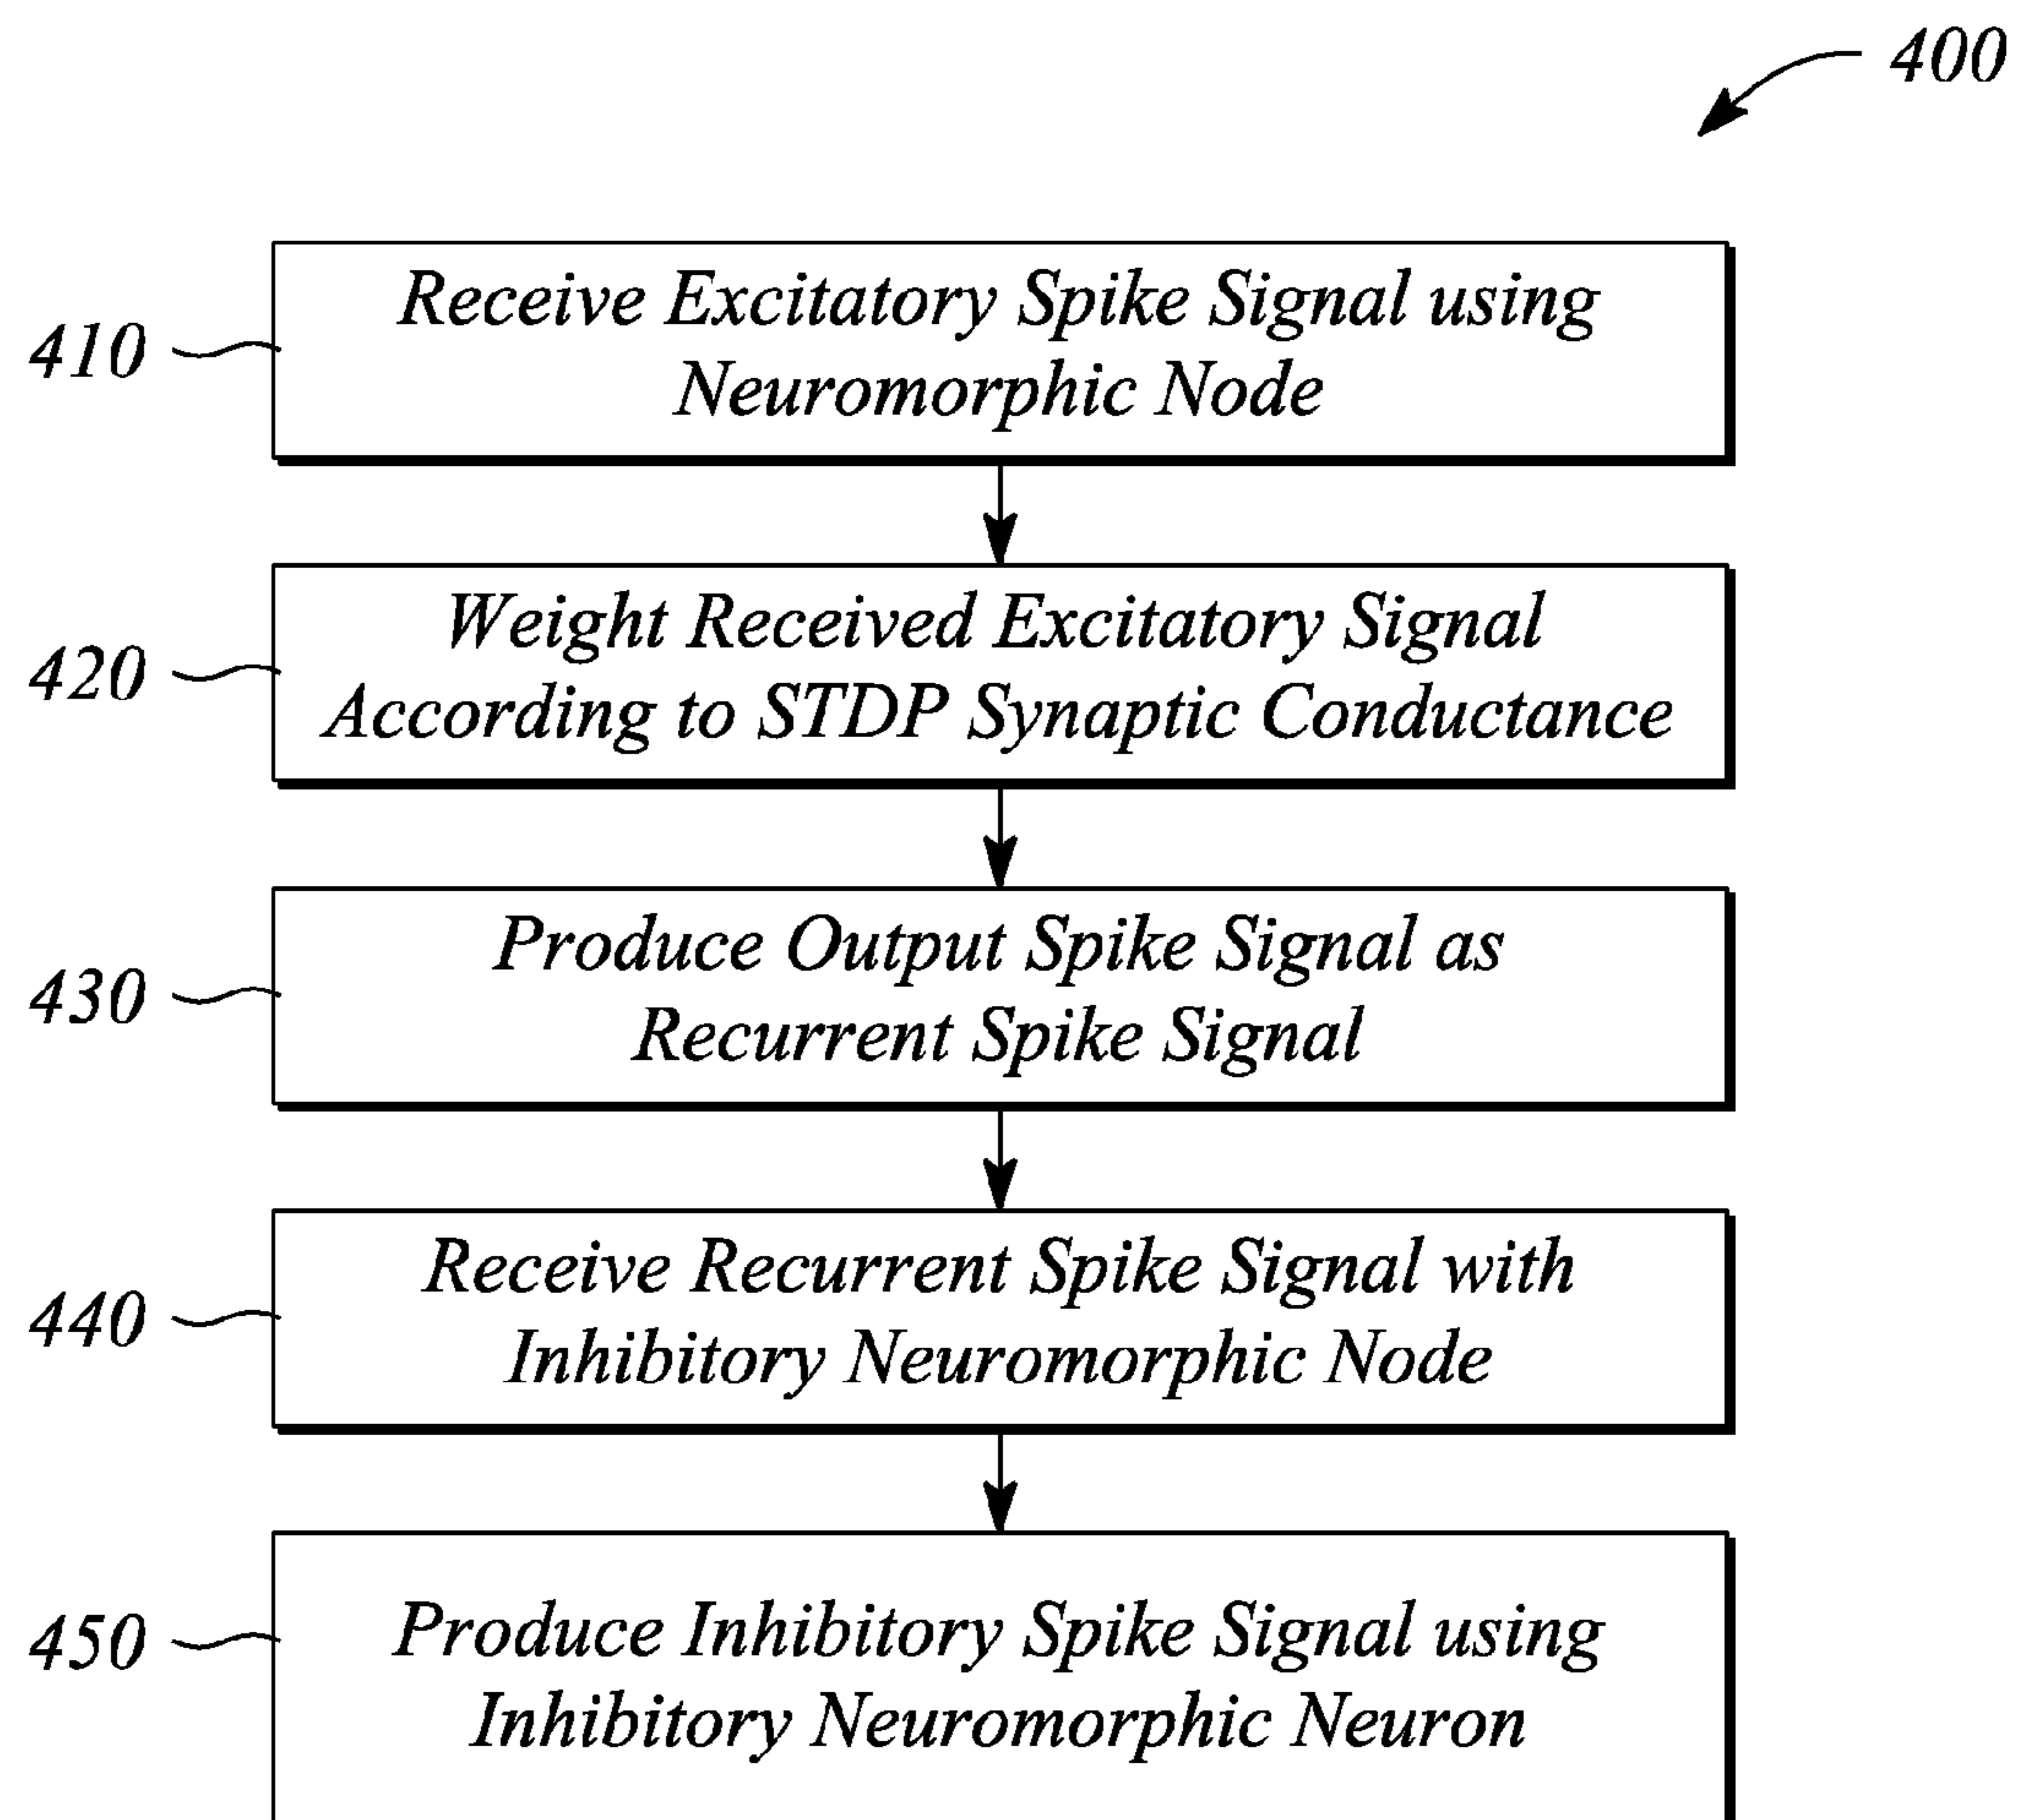 400
410
Receive Excitatory Spike Signal using
Neuromorphic Node
420
Weight Received Excitatory Signal
According to STDP Synaptic Conductance
430
Produce Output Spike Signal as
Recurrent Spike Signal
440
Receive Recurrent Spike Signal with
Inhibitory Neuromorphic Node
450
Produce Inhibitory Spike Signal using
Inhibitory Neuromorphic Neuron